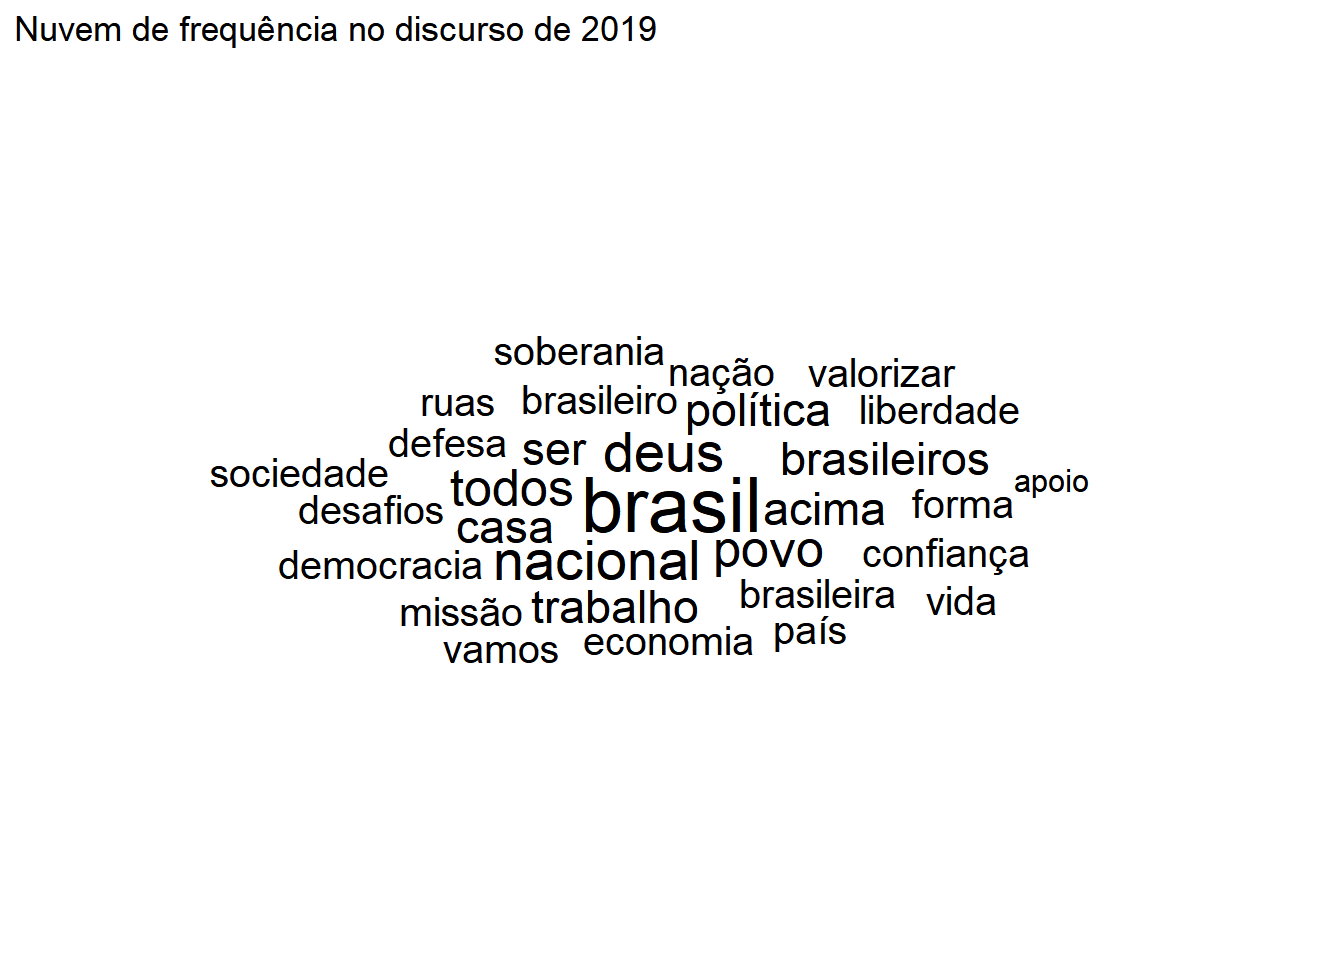 Nuvem de frequência no discurso de 2019
soberania
nação valorizar
ruas brasileiro política liberdade
defesa ser deus brasileiros
sociedade todos brasil acima forma apoio
desafios casa
democracia nacional povo confiança
missão trabalho brasileira vida
vamos economia país